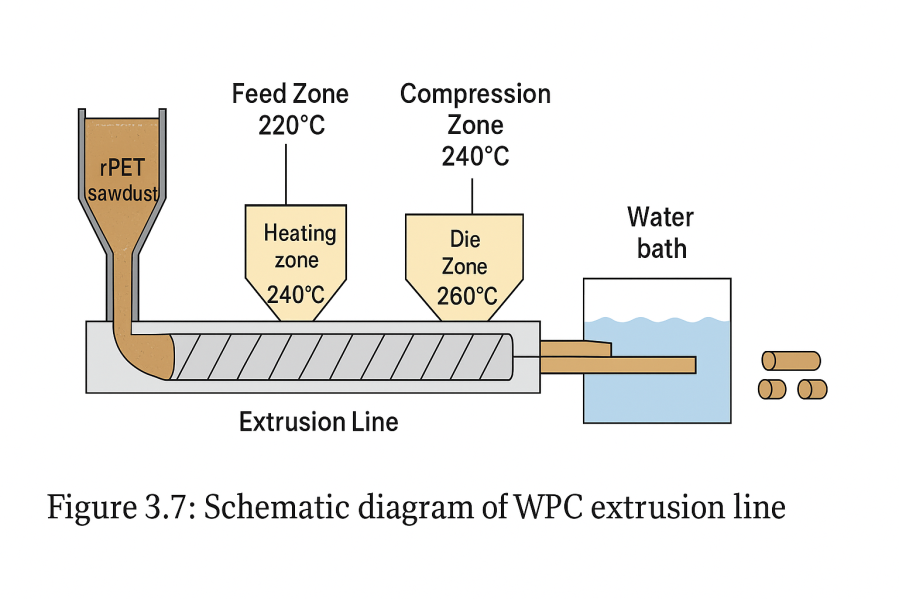 Feed Zone
220°C
Compression
Zone
240°C
rPET
sawdust
Heating
zone
240°C
Die
Zone
260°C
Water
bath
Extrusion Line
Figure 3.7: Schematic diagram of WPC extrusion line